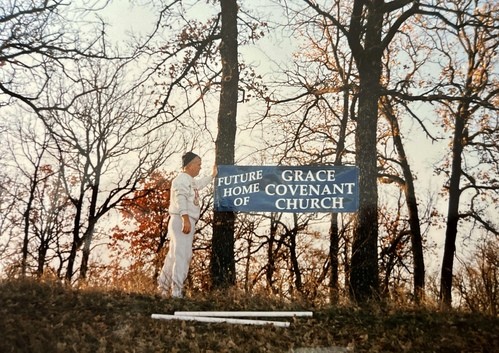 FUTURE
HOME
OF
GRACE
COVENANT
CHURCH